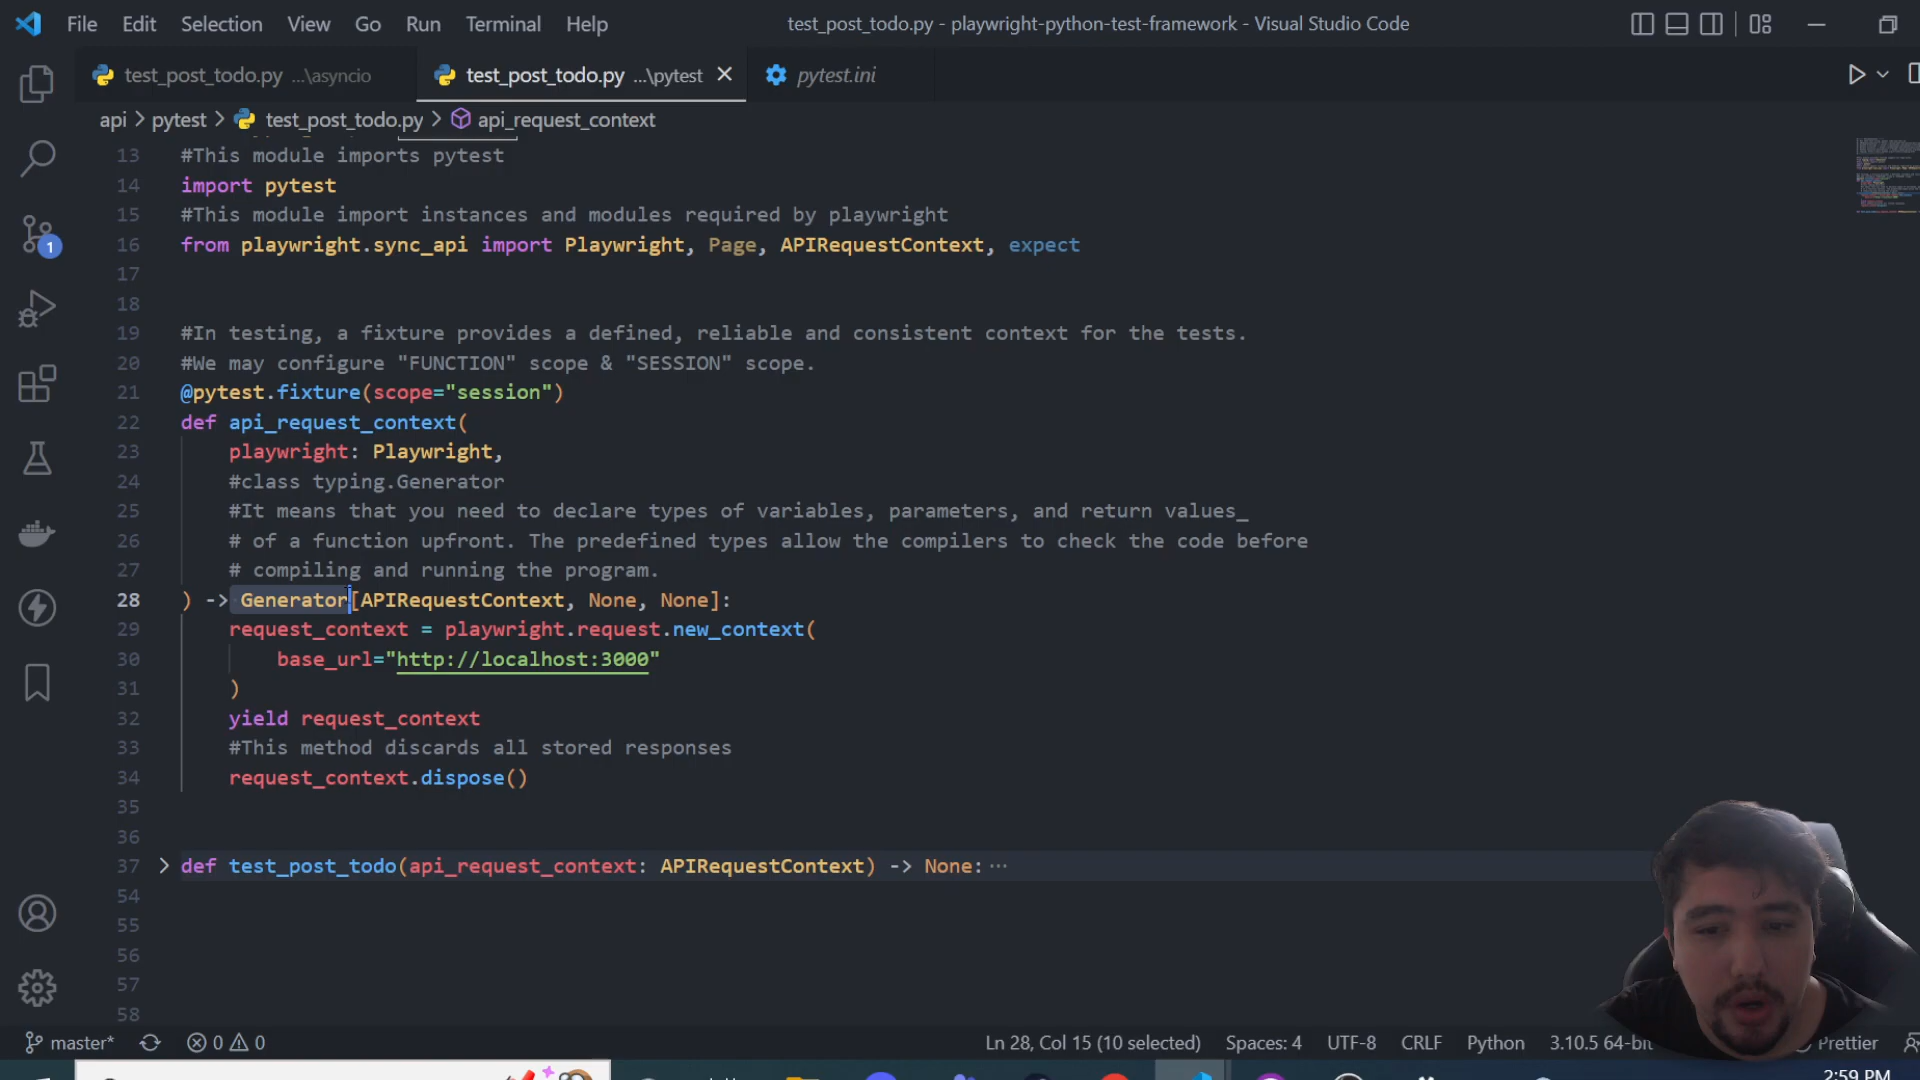 File Edit Selection View Go Run Terminal Help test_post_todo.py - playwright-python-test-framework - Visual Studio Code
test_post_todo.py ...\asyncio test_post_todo.py ...\pytest pytest.ini
api > pytest > test_post_todo.py > api_request_context
13 #This module imports pytest
14 import pytest
15 #This module import instances and modules required by playwright
16 from playwright.sync_api import Playwright, Page, APIRequestContext, expect
17
18
19 #In testing, a fixture provides a defined, reliable and consistent context for the tests.
20 #We may configure "FUNCTION" scope & "SESSION" scope.
21 @pytest.fixture(scope="session")
22 def api_request_context(
23 playwright: Playwright,
24 #class typing.Generator
25 #It means that you need to declare types of variables, parameters, and return values_
26 # of a function upfront. The predefined types allow the compilers to check the code before
27 # compiling and running the program.
28 ) -> Generator[APIRequestContext, None, None]:
29 request_context = playwright.request.new_context(
30 base_url="http://localhost:3000"
31 )
32 yield request_context
33 #This method discards all stored responses
34 request_context.dispose()
35
36
37 def test_post_todo(api_request_context: APIRequestContext) -> None: ···
54
55
56
57
58
1
master* 0 0 Ln 28, Col 15 (10 selected) Spaces: 4 UTF-8 CRLF Python 3.10.5 64-bit Prettier
2:59 PM